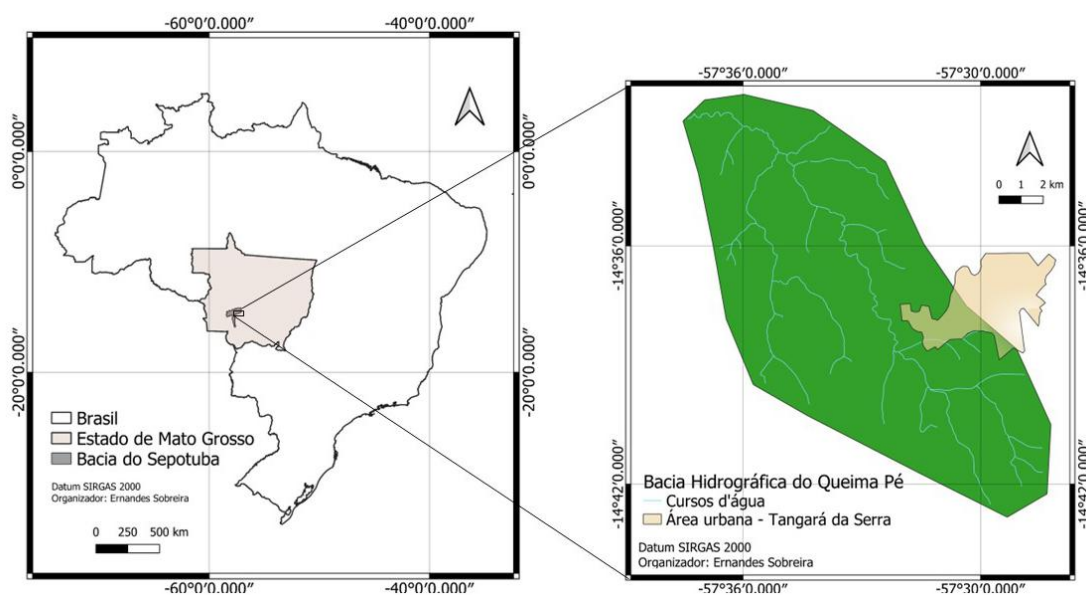 -60°0′0.000″
-40°0′0.000″
0°0′0.000″
0°0′0.000″
-20°0′0.000″
-20°0′0.000″
Brasil
Estado de Mato Grosso
Bacia do Sepotuba
Datum SIRGAS 2000
Organizador: Ernandes Sobreira
0 250 500 km
-60°0′0.000″
-40°0′0.000″
-57°36′0.000″
-57°30′0.000″
0 1 2 km
-14°36′0.000″
-14°36′0.000″
-14°42′0.000″
-14°42′0.000″
Bacia Hidrográfica do Queima Pé
Cursos d'água
Área urbana - Tangará da Serra
Datum SIRGAS 2000
Organizador: Ernandes Sobreira
-57°36′0.000″
-57°30′0.000″